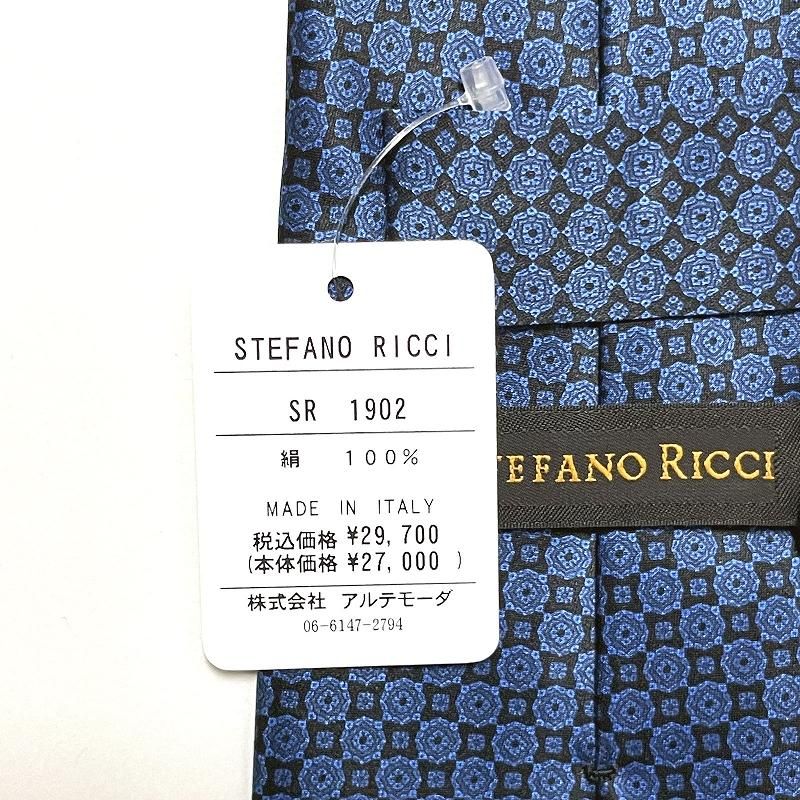 STEFANO RICCI
SR 1902
絹 100%
MADE IN ITALY
税込価格 ¥29,700
(本体価格 ¥27,000 )
株式会社 アルテモーダ
06-6147-2794
STEFANO RICCI